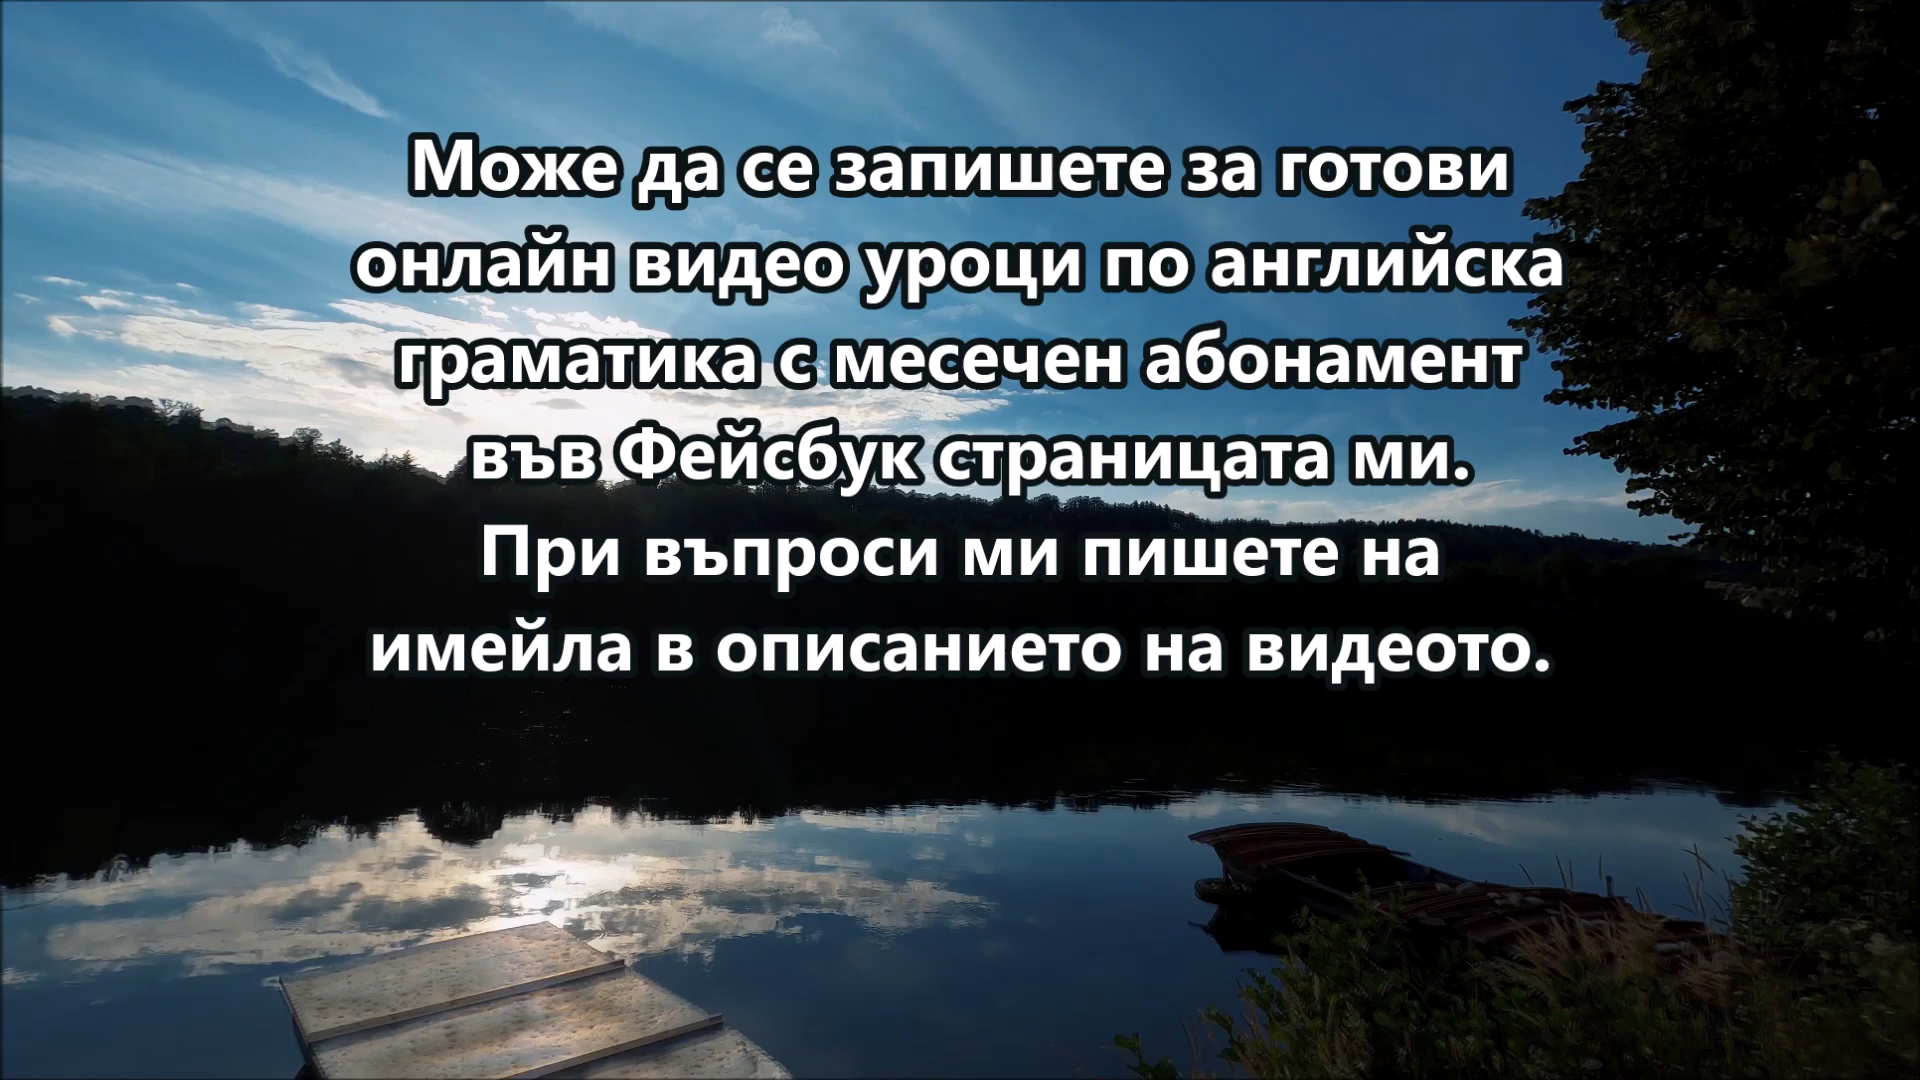 Може да се запишете за готови
онлайн видео уроци по английска
граматика с месечен абонамент
във Фейсбук страницата ми.
При въпроси ми пишете на
имейла в описанието на видеото.